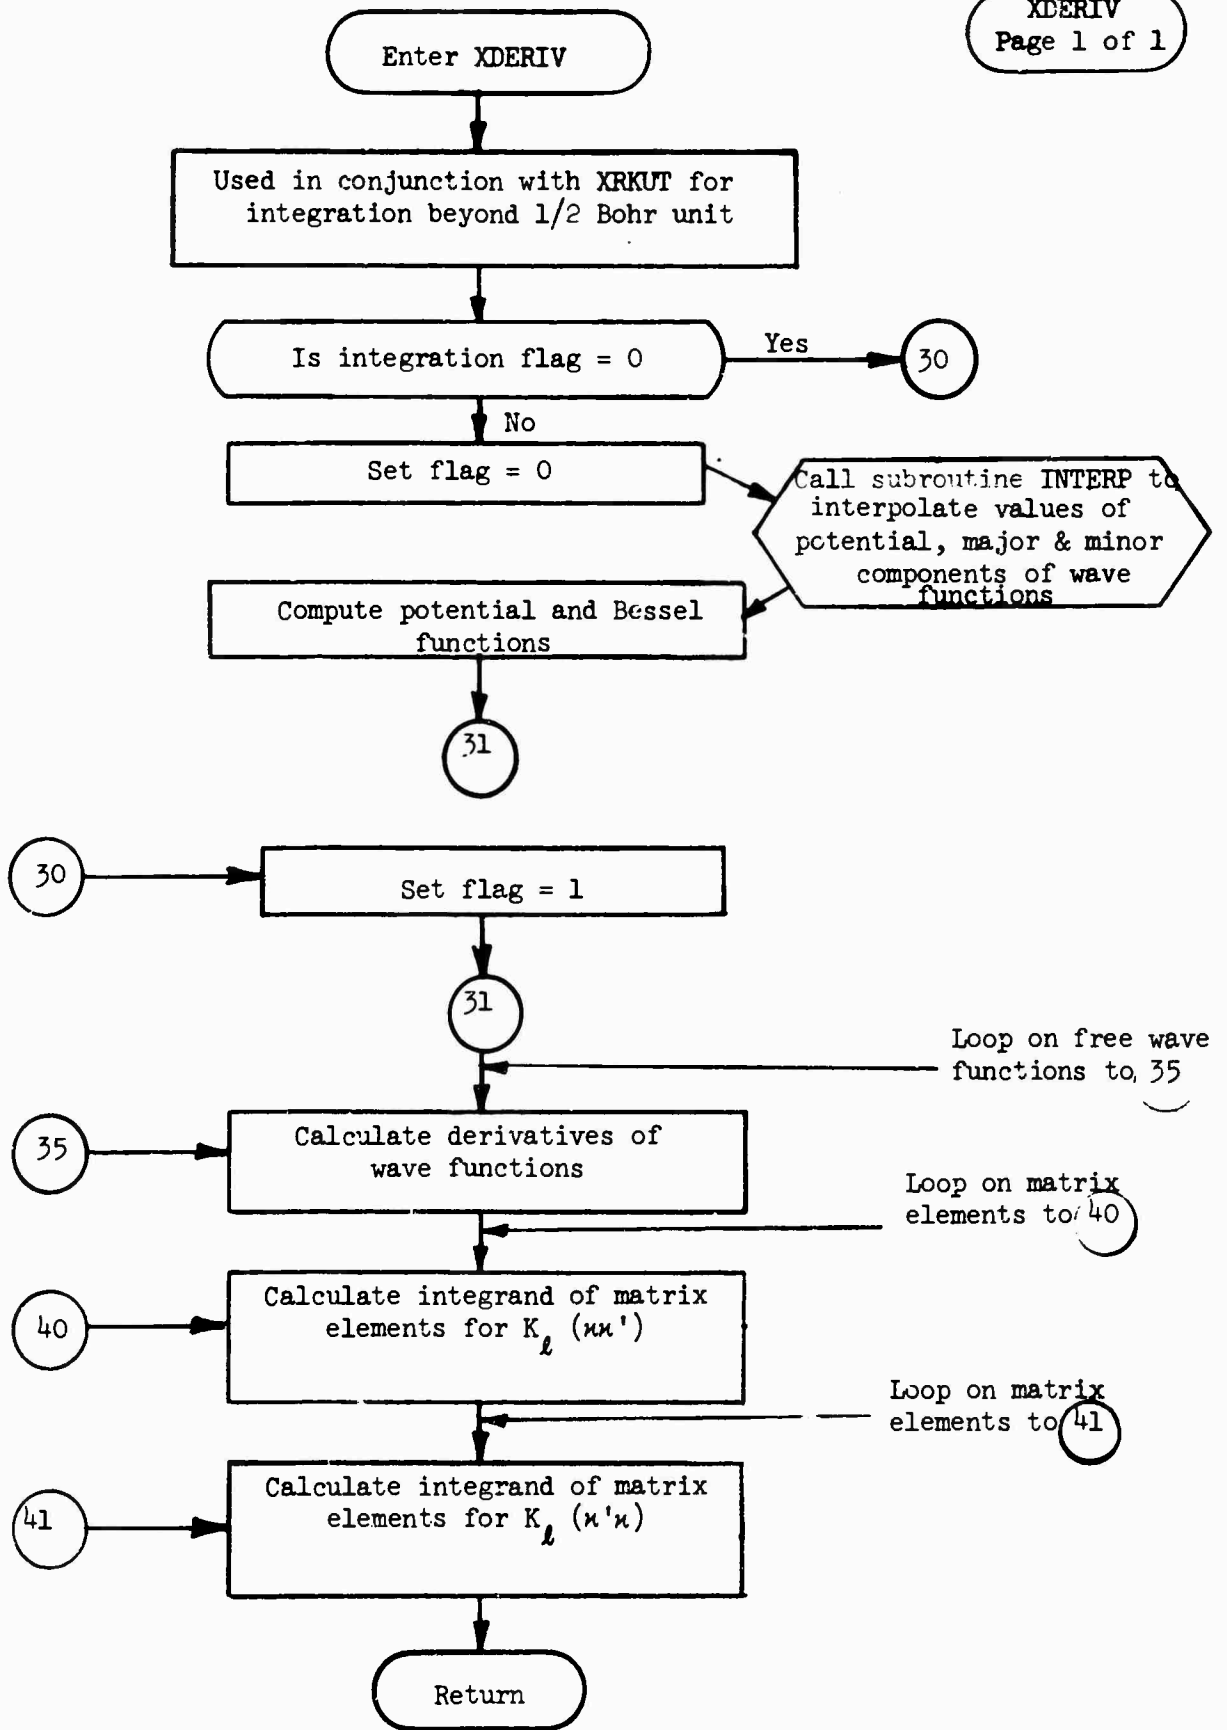 XDERIV
Page 1 of 1
Enter XDERIV
Used in conjunction with XRKUT for
integration beyond 1/2 Bohr unit
Is integration flag = 0
Yes
30
No
Set flag = 0
Call subroutine INTERP to
interpolate values of
potential, major & minor
components of wave
functions
Compute potential and Bessel
functions
31
30
Set flag = 1
31
Loop on free wave
functions to 35
35
Calculate derivatives of
wave functions
Loop on matrix
elements to 40
40
Calculate integrand of matrix
elements for K_ℓ (ϰϰ')
Loop on matrix
elements to 41
41
Calculate integrand of matrix
elements for K_ℓ (ϰ'ϰ)
Return